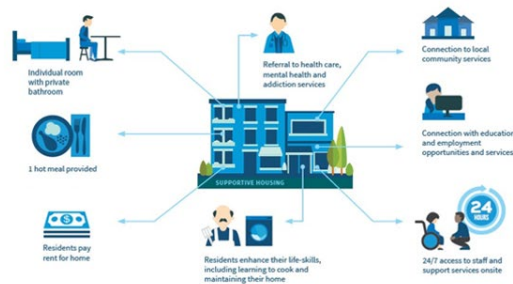 Individual room
with private
bathroom
Referral to health care,
mental health and
addiction services
Connection to local
community services
1 hot meal provided
SUPPORTIVE HOUSING
Connection with education
and employment
opportunities and services
Residents pay
rent for home
Residents enhance their life-skills,
including learning to cook and
maintaining their home
24
HOURS
24/7 access to staff and
support services onsite